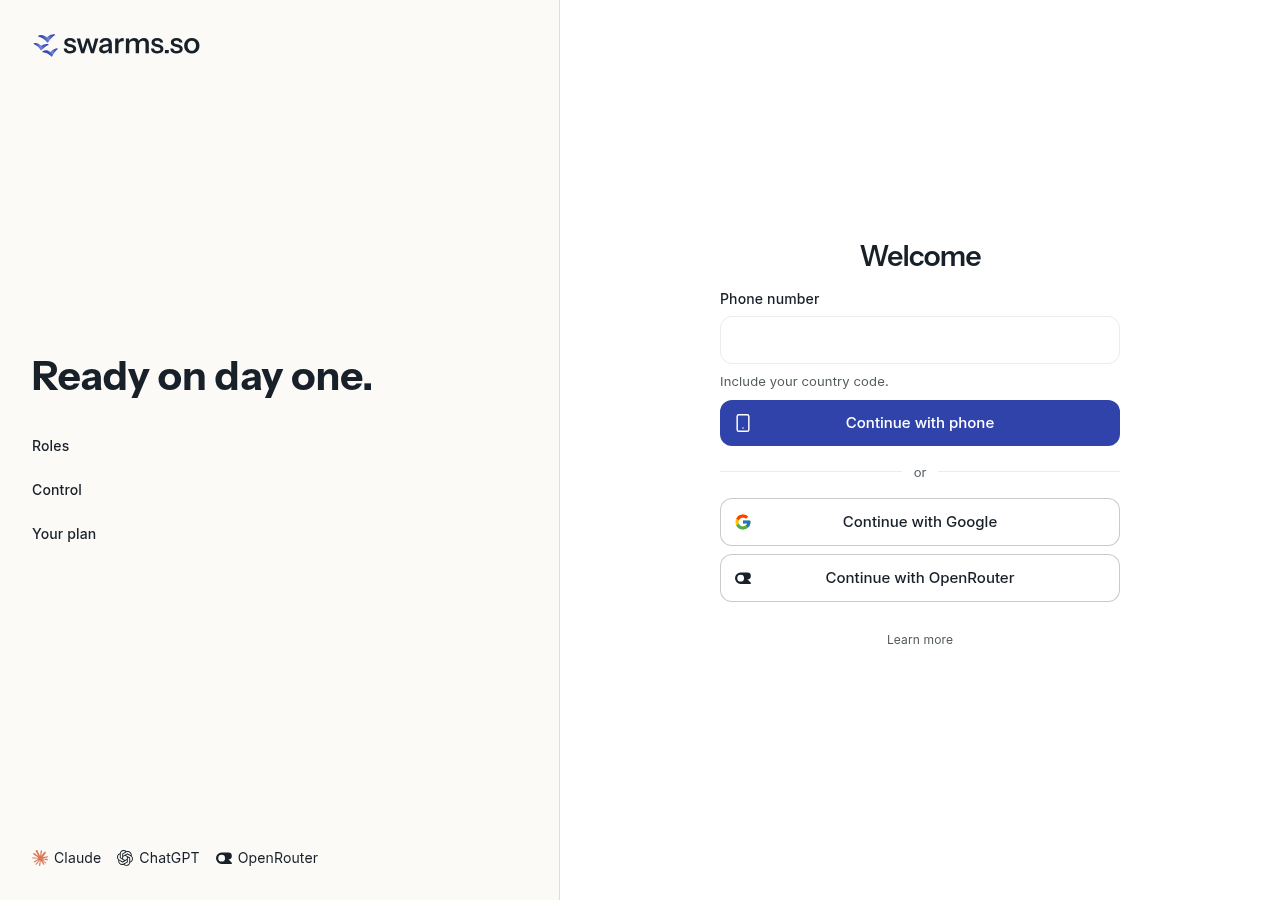 swarms.so
Ready on day one.
Roles
Control
Your plan
Claude
ChatGPT
OpenRouter
Welcome
Phone number
Include your country code.
Continue with phone
or
Continue with Google
Continue with OpenRouter
Learn more